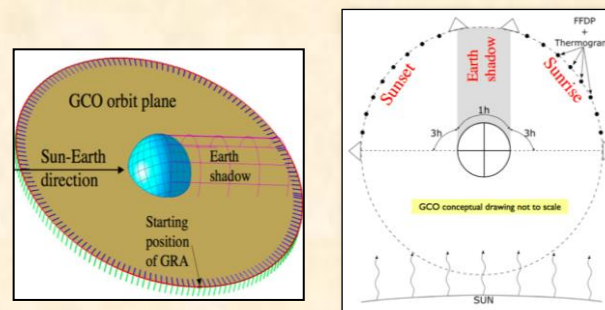 GCO orbit plane
Sun-Earth
direction
Earth
shadow
Starting
position
of GRA
FFDP
+
Thermogram
Sunset
Earth
shadow
Sunrise
1h
3h
3h
GCO conceptual drawing not to scale
SUN